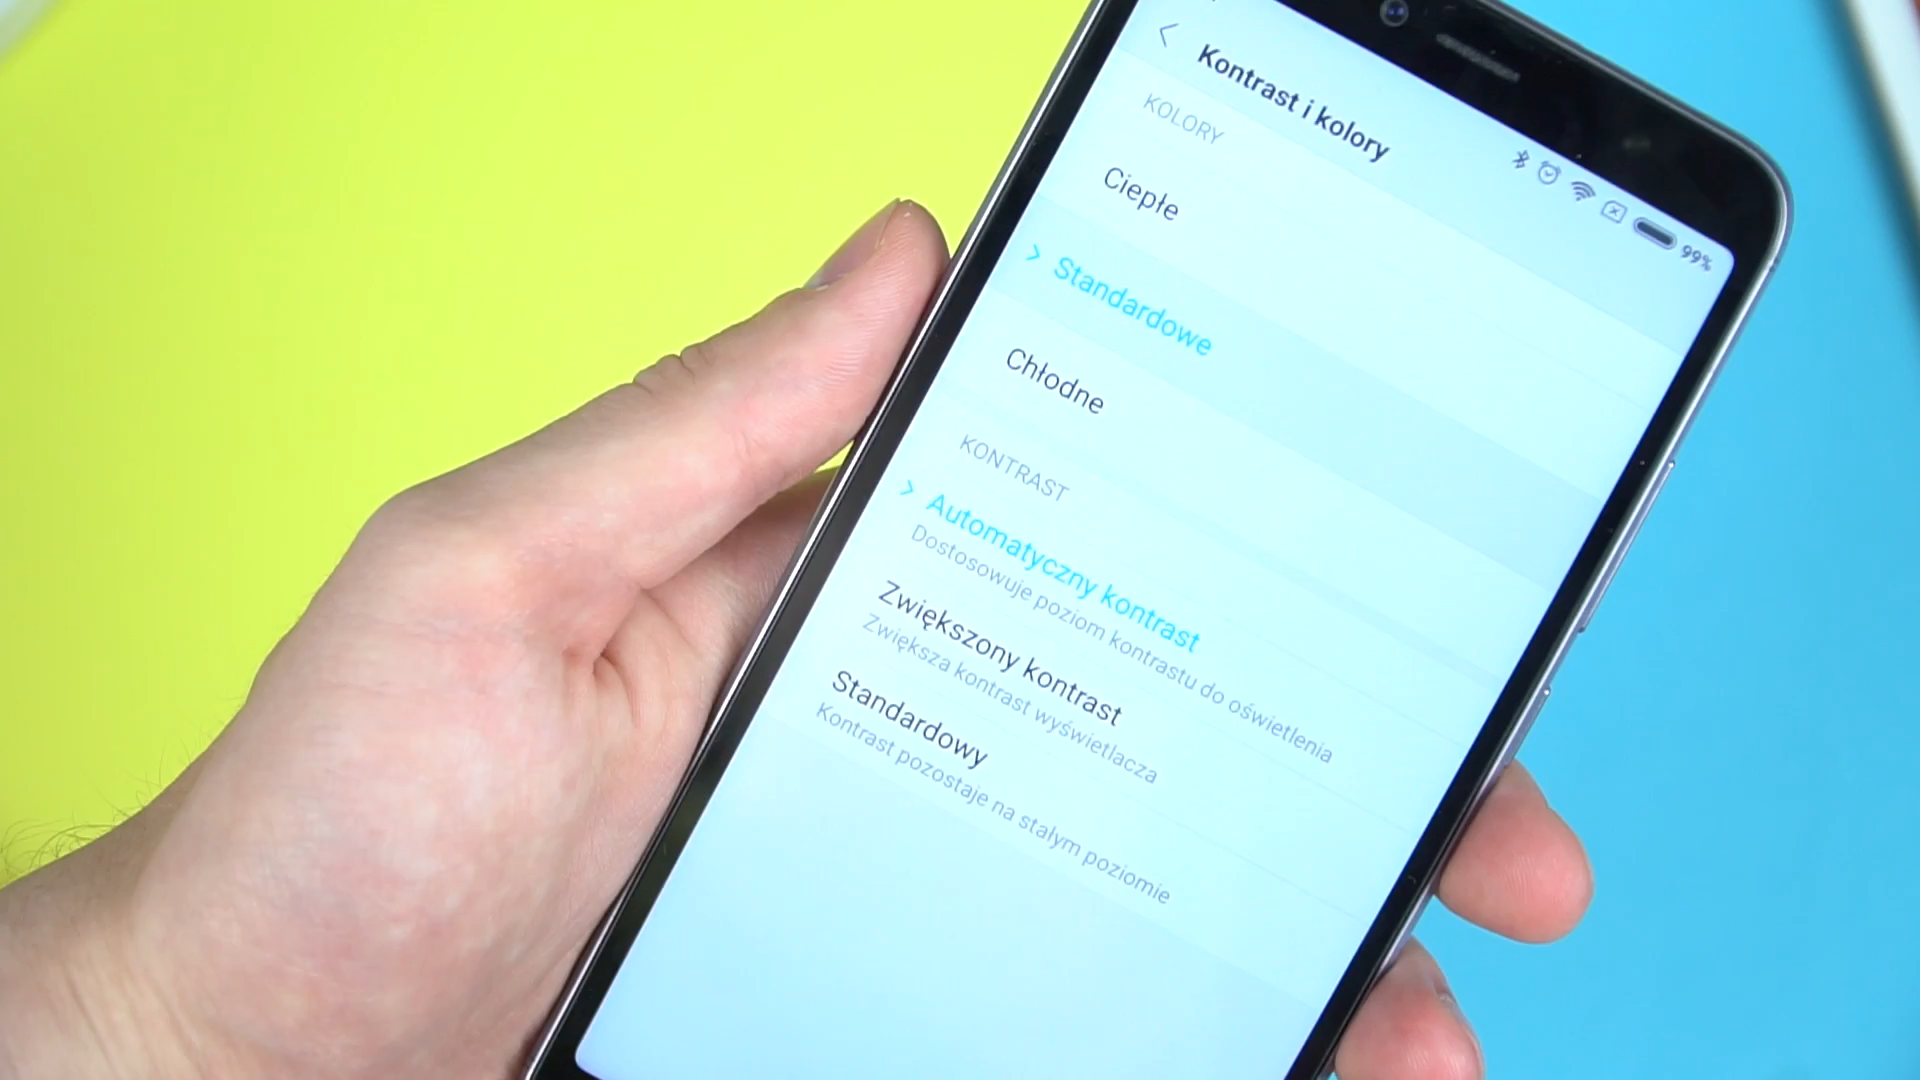 99%
Kontrast i kolory
KOLORY
Ciepłe
Standardowe
Chłodne
KONTRAST
Automatyczny kontrast
Dostosowuje poziom kontrastu do oświetlenia
Zwiększony kontrast
Zwiększa kontrast wyświetlacza
Standardowy
Kontrast pozostaje na stałym poziomie